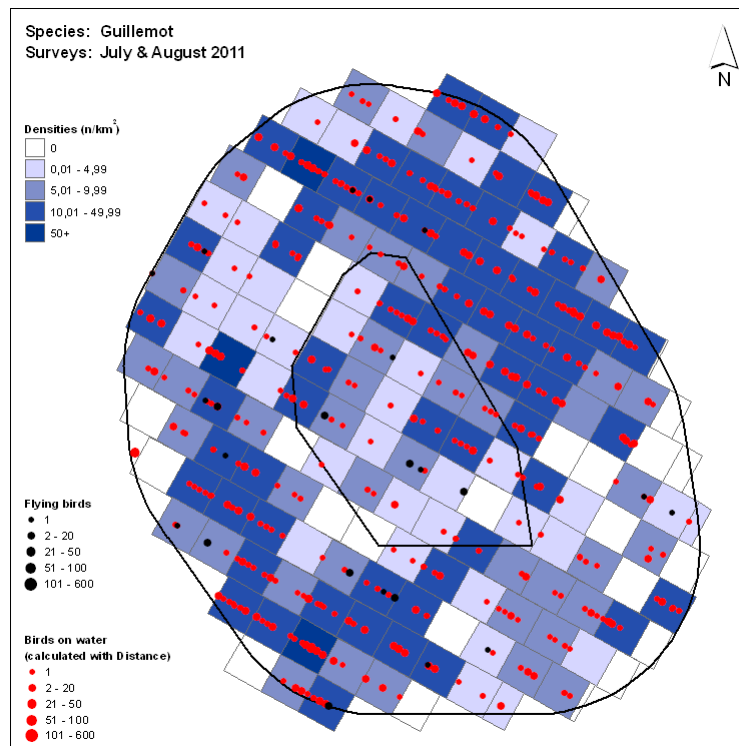 Species: Guillemot
Surveys: July & August 2011
N
Densities (n/km²)
0
0,01 - 4,99
5,01 - 9,99
10,01 - 49,99
50+
Flying birds
1
2 - 20
21 - 50
51 - 100
101 - 600
Birds on water
(calculated with Distance)
1
2 - 20
21 - 50
51 - 100
101 - 600